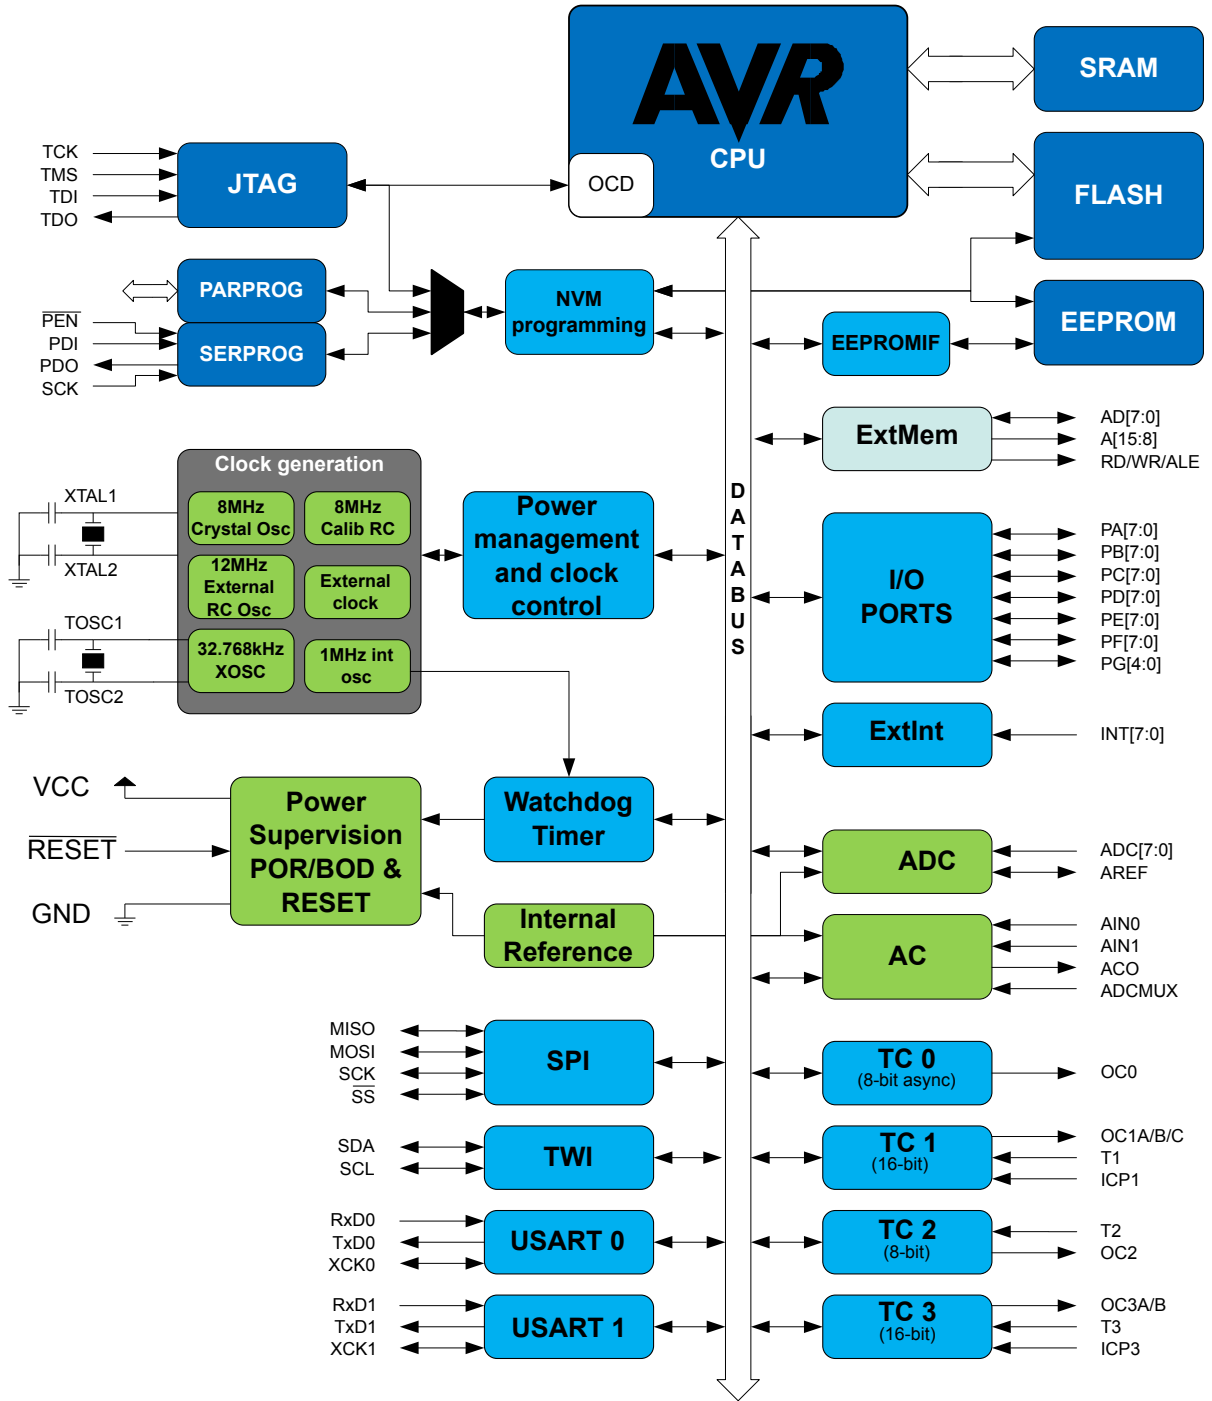 AVR
CPU
OCD
SRAM
FLASH
EEPROM
TCK
TMS
TDI
TDO
JTAG
PARPROG
PEN
PDI
PDO
SCK
SERPROG
NVM
programming
EEPROMIF
ExtMem
AD[7:0]
A[15:8]
RD/WR/ALE
Clock generation
XTAL1
XTAL2
TOSC1
TOSC2
8MHz
Crystal Osc
8MHz
Calib RC
12MHz
External
RC Osc
External
clock
32.768kHz
XOSC
1MHz int
osc
Power
management
and clock
control
DATABUS
I/O
PORTS
PA[7:0]
PB[7:0]
PC[7:0]
PD[7:0]
PE[7:0]
PF[7:0]
PG[4:0]
ExtInt
INT[7:0]
VCC
RESET
GND
Power
Supervision
POR/BOD &
RESET
Watchdog
Timer
Internal
Reference
ADC
ADC[7:0]
AREF
AC
AIN0
AIN1
ACO
ADCMUX
MISO
MOSI
SCK
SS
SPI
TC 0
(8-bit async)
OC0
SDA
SCL
TWI
TC 1
(16-bit)
OC1A/B/C
T1
ICP1
RxD0
TxD0
XCK0
USART 0
TC 2
(8-bit)
T2
OC2
RxD1
TxD1
XCK1
USART 1
TC 3
(16-bit)
OC3A/B
T3
ICP3